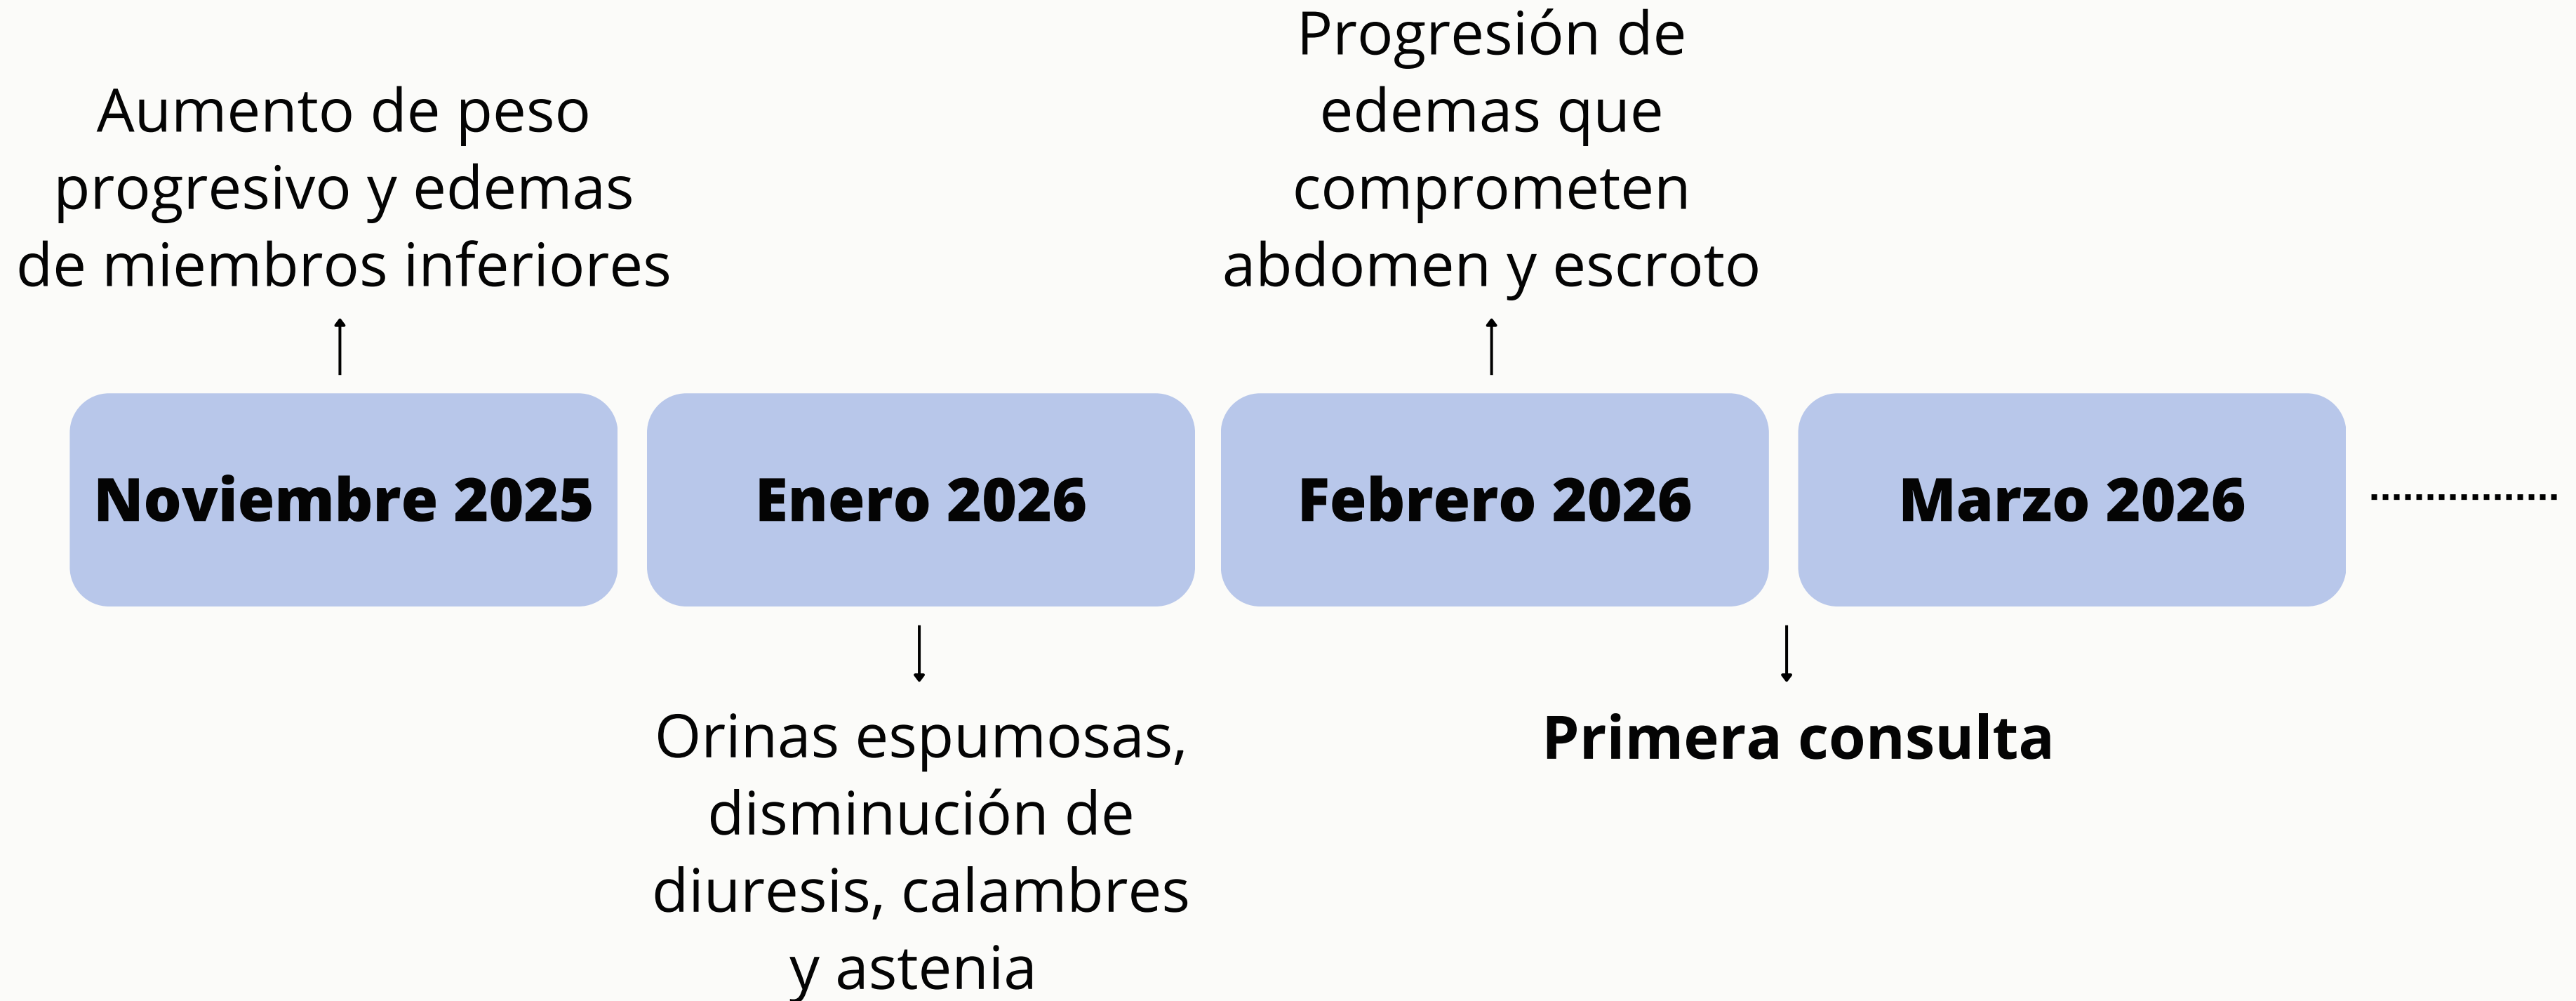 Aumento de peso
progresivo y edemas
de miembros inferiores
Progresión de
edemas que
comprometen
abdomen y escroto
Noviembre 2025
Enero 2026
Febrero 2026
Marzo 2026
Orinas espumosas,
disminución de
diuresis, calambres
y astenia
Primera consulta